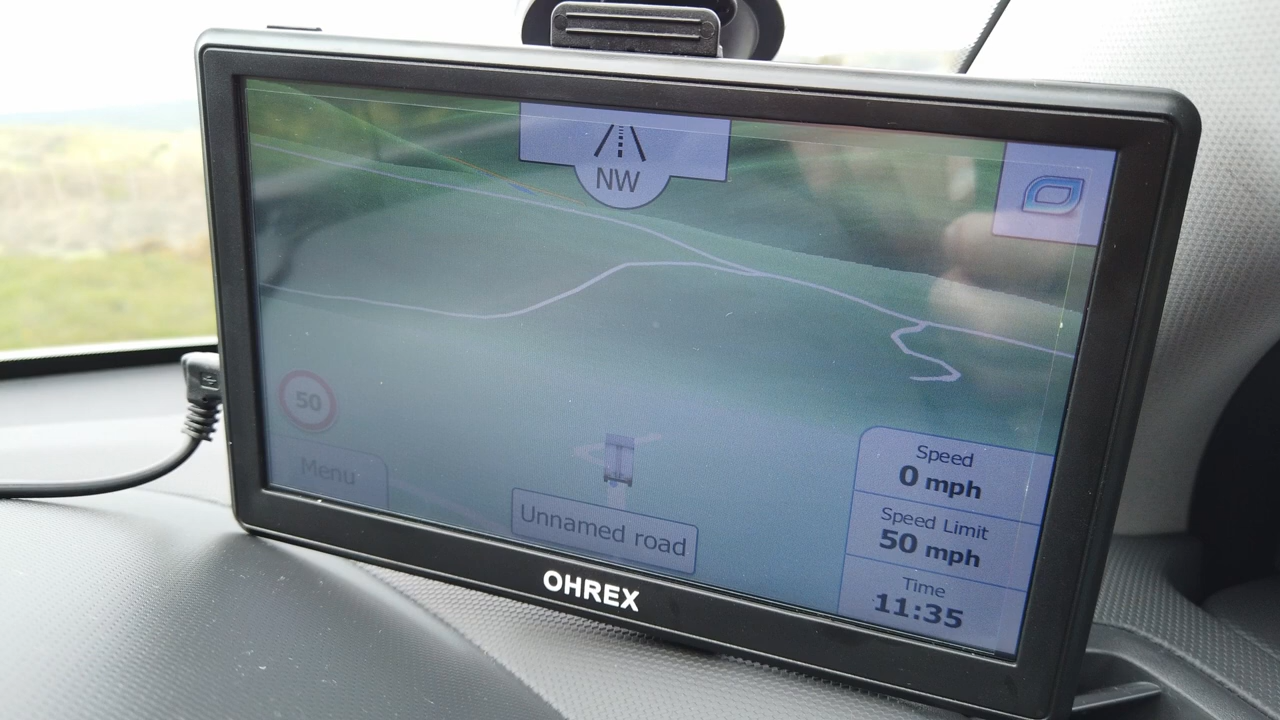 NW
50
Menu
Unnamed road
Speed
0 mph
Speed Limit
50 mph
Time
11:35
OHREX